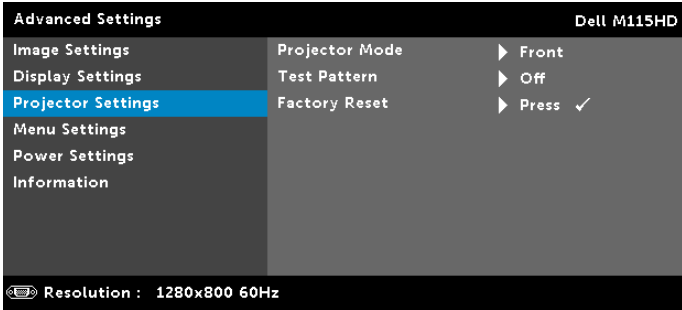 Advanced Settings Dell M115HD
Image Settings Projector Mode Front
Display Settings Test Pattern Off
Projector Settings Factory Reset Press ✓
Menu Settings
Power Settings
Information
Resolution : 1280x800 60Hz